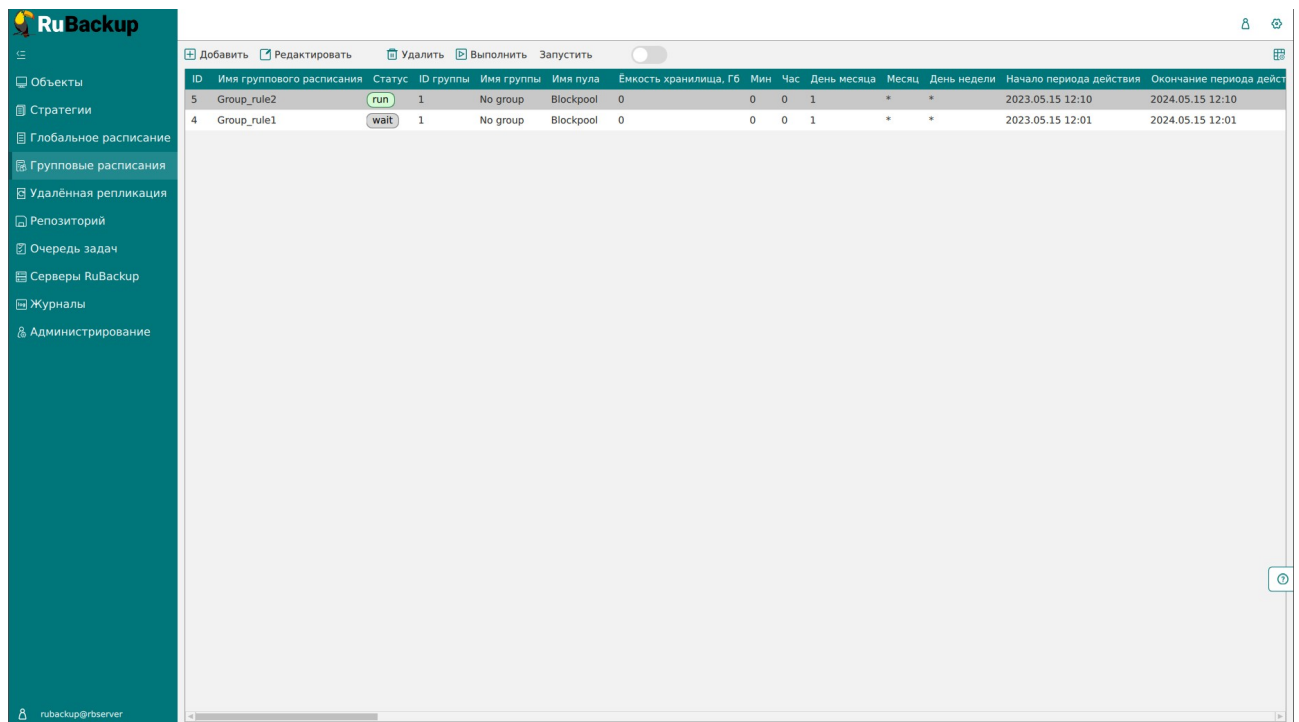 RuBackup
Добавить Редактировать Удалить Выполнить Запустить
Объекты
Стратегии
Глобальное расписание
Групповые расписания
Удалённая репликация
Репозиторий
Очередь задач
Серверы RuBackup
Журналы
Администрирование
rubackup@rbserver
ID Имя группового расписания Статус ID группы Имя группы Имя пула Ёмкость хранилища, Гб Мин Час День месяца Месяц День недели Начало периода действия Окончание периода дейст
5 Group_rule2 run 1 No group Blockpool 0 0 0 1 * * 2023.05.15 12:10 2024.05.15 12:10
4 Group_rule1 wait 1 No group Blockpool 0 0 0 1 * * 2023.05.15 12:01 2024.05.15 12:01